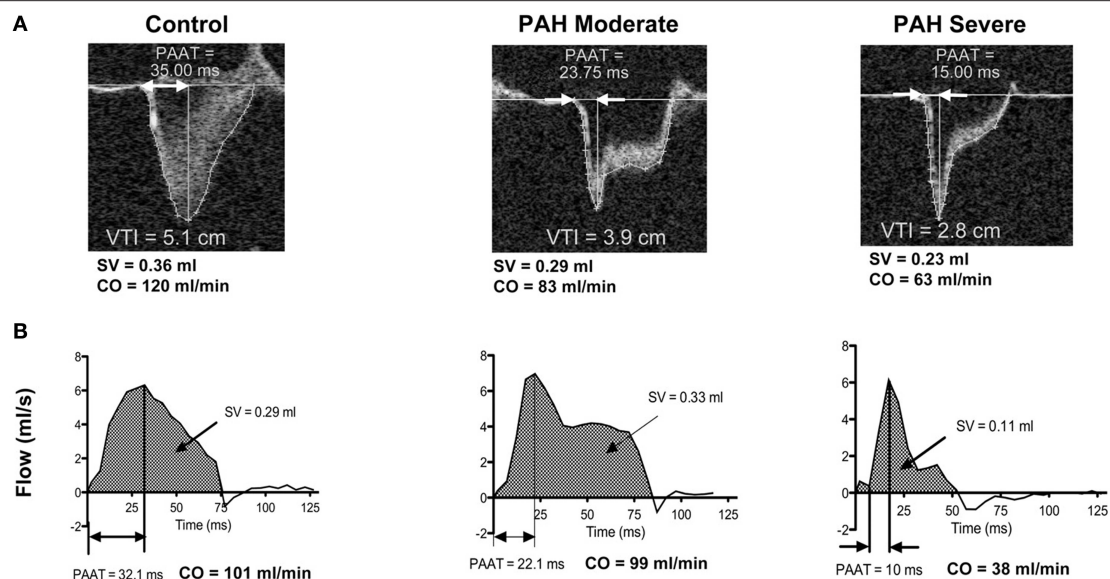 A
Control
PAH Moderate
PAH Severe
PAAT =
35.00 ms
VTI = 5.1 cm
SV = 0.36 ml
CO = 120 ml/min
PAAT =
23.75 ms
VTI = 3.9 cm
SV = 0.29 ml
CO = 83 ml/min
PAAT =
15.00 ms
VTI = 2.8 cm
SV = 0.23 ml
CO = 63 ml/min
B
Flow (ml/s)
8
6
4
2
0
-2
SV = 0.29 ml
25 50 75 100 125
Time (ms)
PAAT = 32.1 ms CO = 101 ml/min
8
6
4
2
0
-2
SV = 0.33 ml
25 50 75 100 125
Time (ms)
PAAT = 22.1 ms CO = 99 ml/min
8
6
4
2
0
-2
SV = 0.11 ml
25 50 75 100 125
Time (ms)
PAAT = 10 ms CO = 38 ml/min